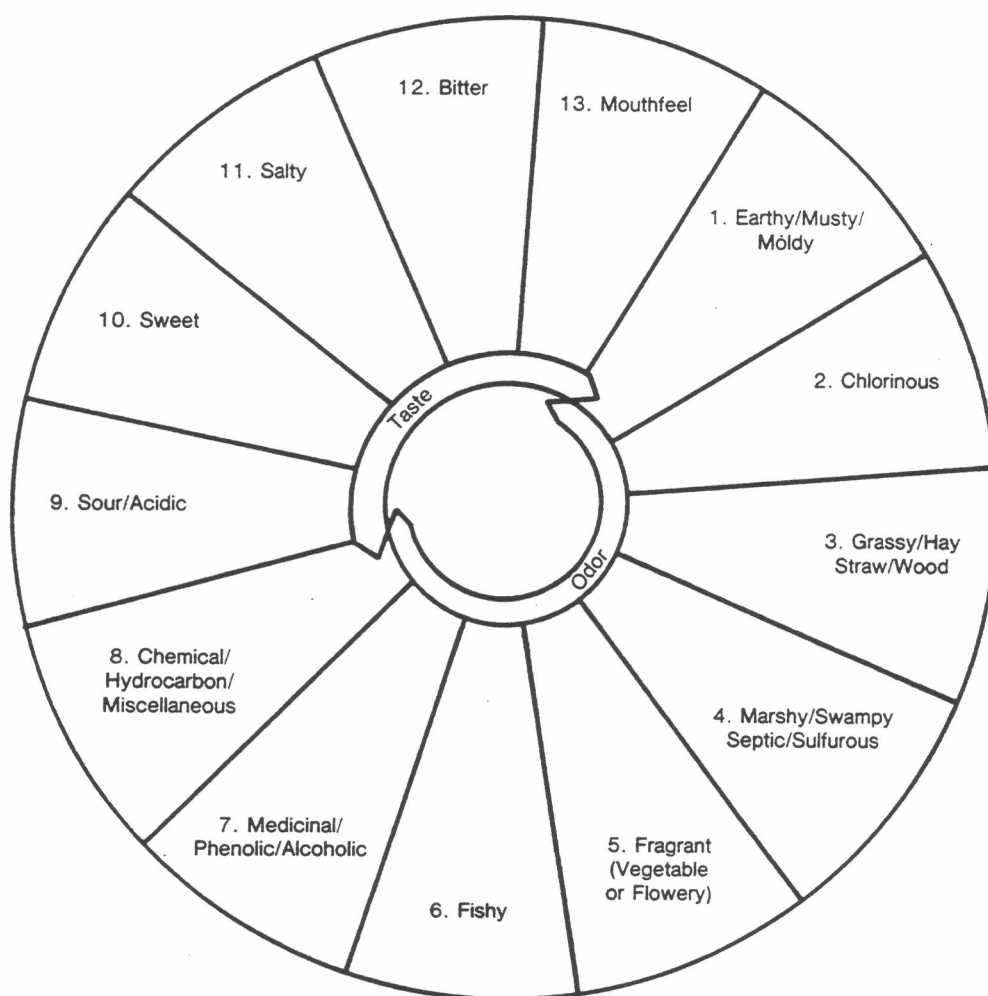 12. Bitter
13. Mouthfeel
11. Salty
1. Earthy/Musty/
Moldy
10. Sweet
2. Chlorinous
Taste
9. Sour/Acidic
3. Grassy/Hay
Straw/Wood
Odor
8. Chemical/
Hydrocarbon/
Miscellaneous
4. Marshy/Swampy
Septic/Sulfurous
7. Medicinal/
Phenolic/Alcoholic
5. Fragrant
(Vegetable
or Flowery)
6. Fishy